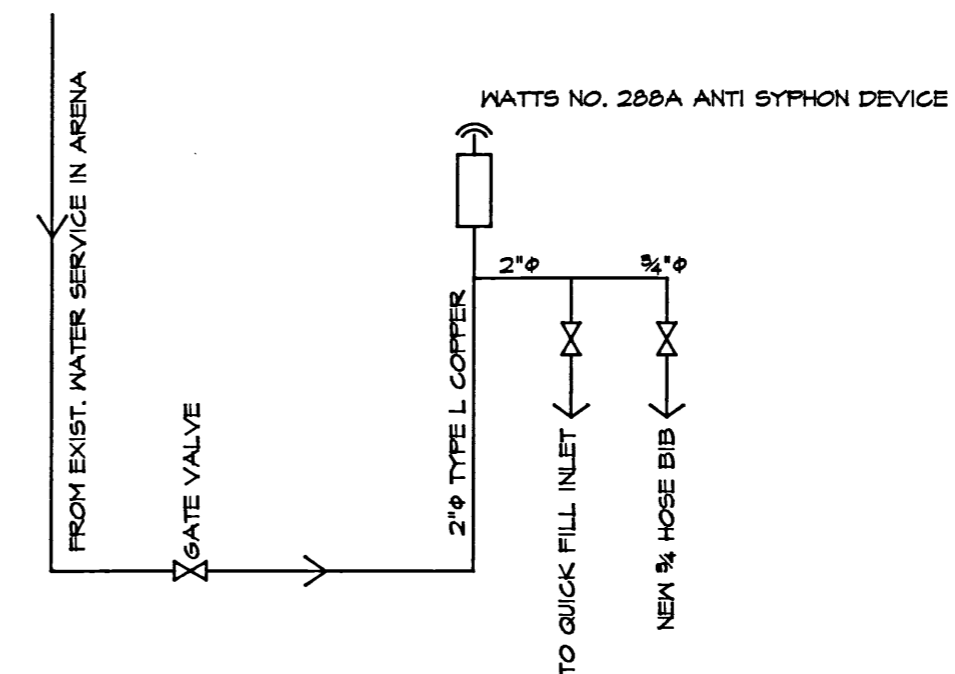 WATTS NO. 288A ANTI SYPHON DEVICE
FROM EXIST. WATER SERVICE IN ARENA
GATE VALVE
2"Φ TYPE L COPPER
2"Φ
¾"Φ
TO QUICK FILL INLET
NEW ¾ HOSE BIB